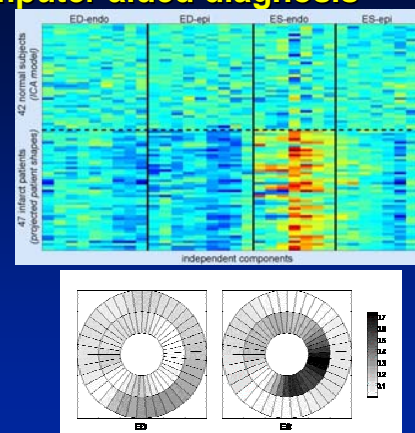 computer aided diagnosis
ED-endo ED-epi ES-endo ES-epi
42 normal subjects
(ICA model)
47 infarct patients
(projected patient shapes)
independent components
ED ES